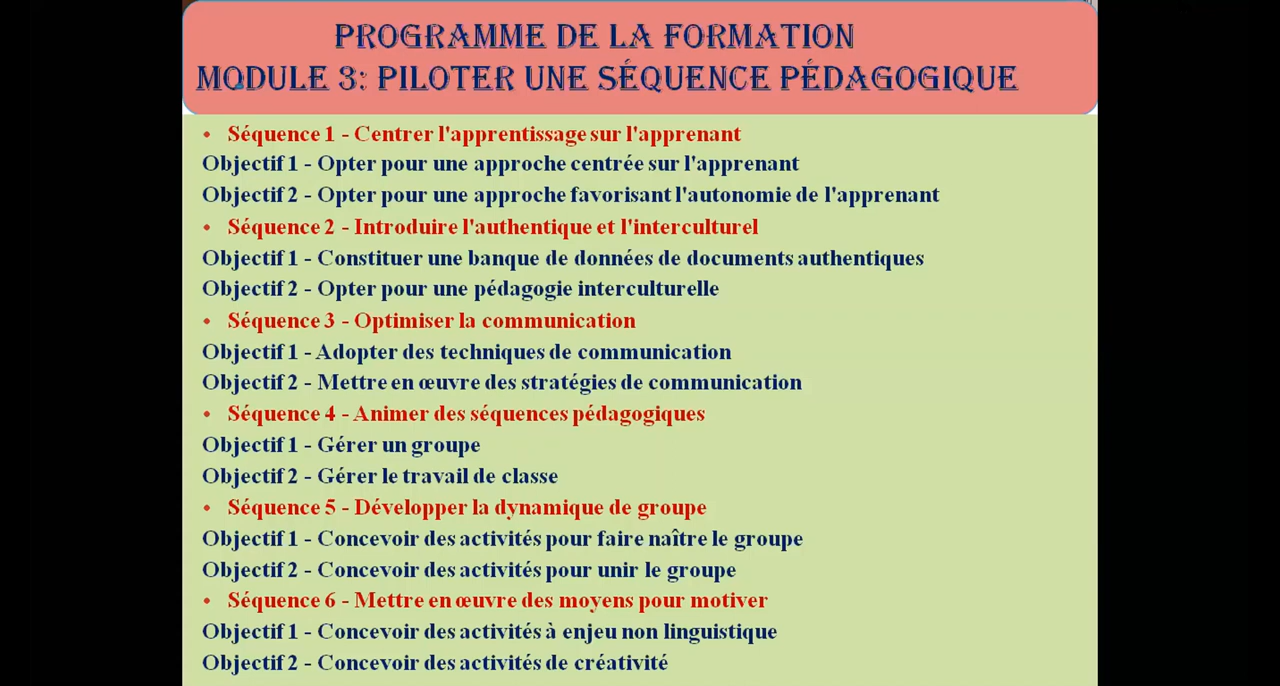 PROGRAMME DE LA FORMATION
MODULE 3: PILOTER UNE SÉQUENCE PÉDAGOGIQUE
• Séquence 1 - Centrer l'apprentissage sur l'apprenant
Objectif 1 - Opter pour une approche centrée sur l'apprenant
Objectif 2 - Opter pour une approche favorisant l'autonomie de l'apprenant
• Séquence 2 - Introduire l'authentique et l'interculturel
Objectif 1 - Constituer une banque de données de documents authentiques
Objectif 2 - Opter pour une pédagogie interculturelle
• Séquence 3 - Optimiser la communication
Objectif 1 - Adopter des techniques de communication
Objectif 2 - Mettre en œuvre des stratégies de communication
• Séquence 4 - Animer des séquences pédagogiques
Objectif 1 - Gérer un groupe
Objectif 2 - Gérer le travail de classe
• Séquence 5 - Développer la dynamique de groupe
Objectif 1 - Concevoir des activités pour faire naître le groupe
Objectif 2 - Concevoir des activités pour unir le groupe
• Séquence 6 - Mettre en œuvre des moyens pour motiver
Objectif 1 - Concevoir des activités à enjeu non linguistique
Objectif 2 - Concevoir des activités de créativité